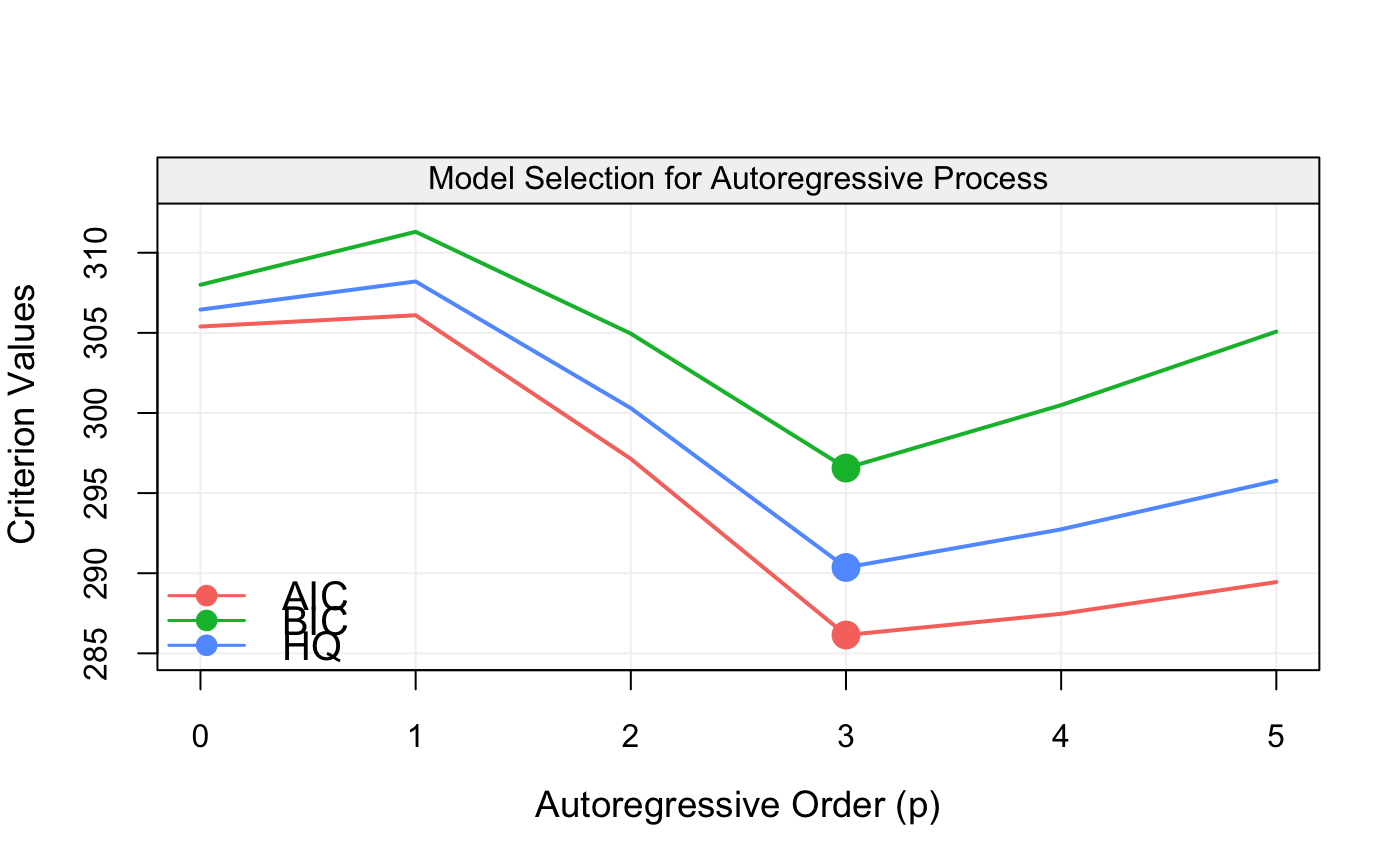 Model Selection for Autoregressive Process
Criterion Values
310
305
300
295
290
285
AIC
BIC
HQ
0 1 2 3 4 5
Autoregressive Order (p)